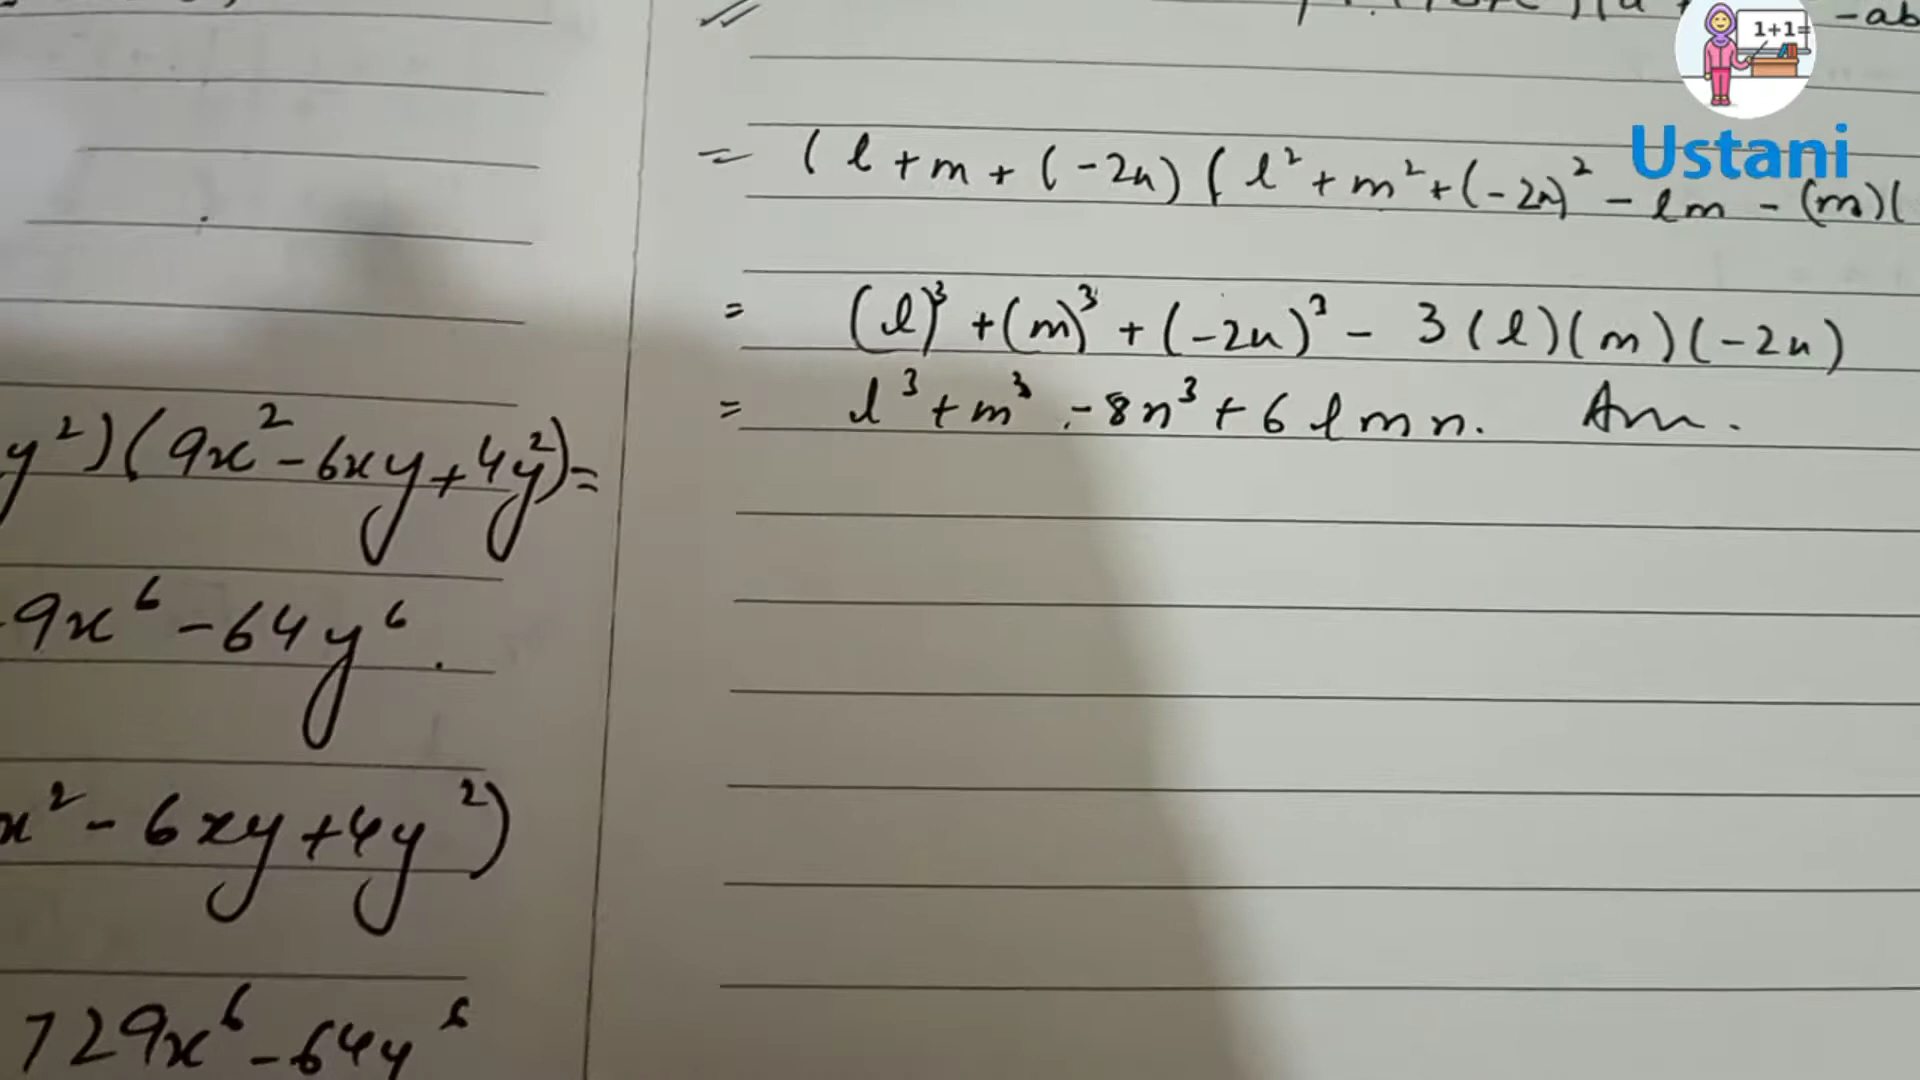 -ab
1+1=
Ustani
= (l+m+(-2n)(l²+m²+(-2n)²-lm-(m)(
= (l)³+(m)³+(-2n)³-3(l)(m)(-2n)
= l³+m³-8n³+6lmn. Ans.
y²)(9x²-6xy+4y²)=
9x⁶-64y⁶.
x²-6xy+4y²)
729x⁶-64y⁶